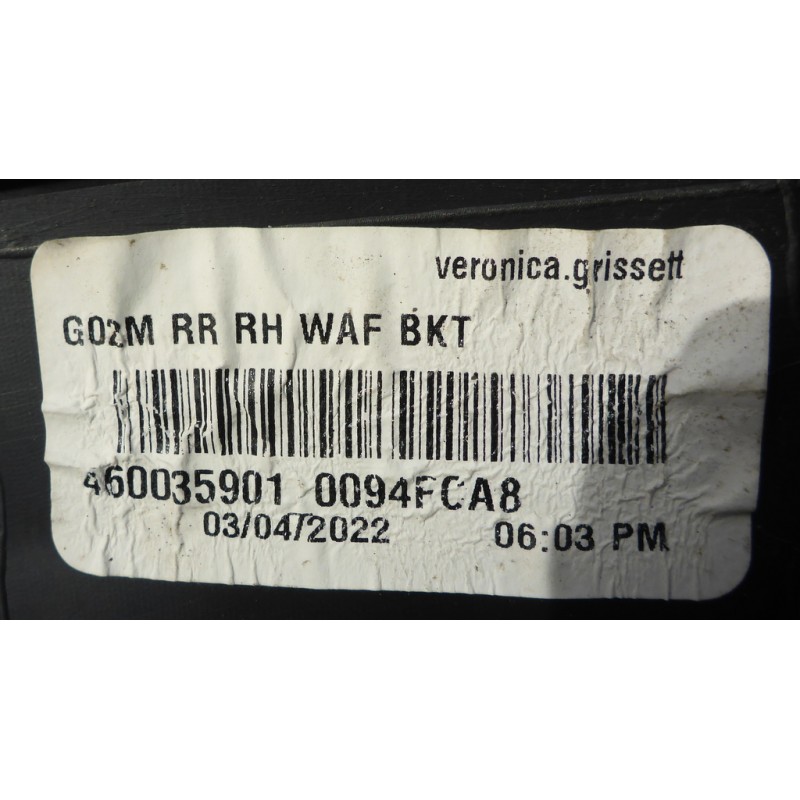 veronica.grissett
G02M RR RH WAF BKT
460035901 0094FCA8
03/04/2022 06:03 PM